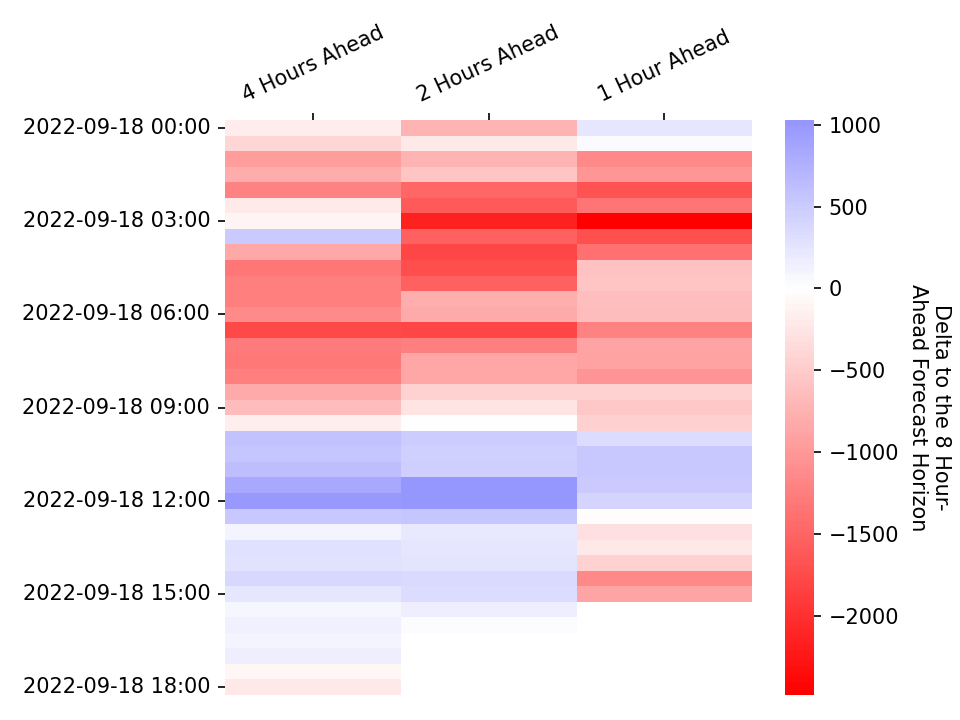 4 Hours Ahead
2 Hours Ahead
1 Hour Ahead
2022-09-18 00:00
2022-09-18 03:00
2022-09-18 06:00
2022-09-18 09:00
2022-09-18 12:00
2022-09-18 15:00
2022-09-18 18:00
1000
500
0
−500
−1000
−1500
−2000
Delta to the 8 Hour-
Ahead Forecast Horizon